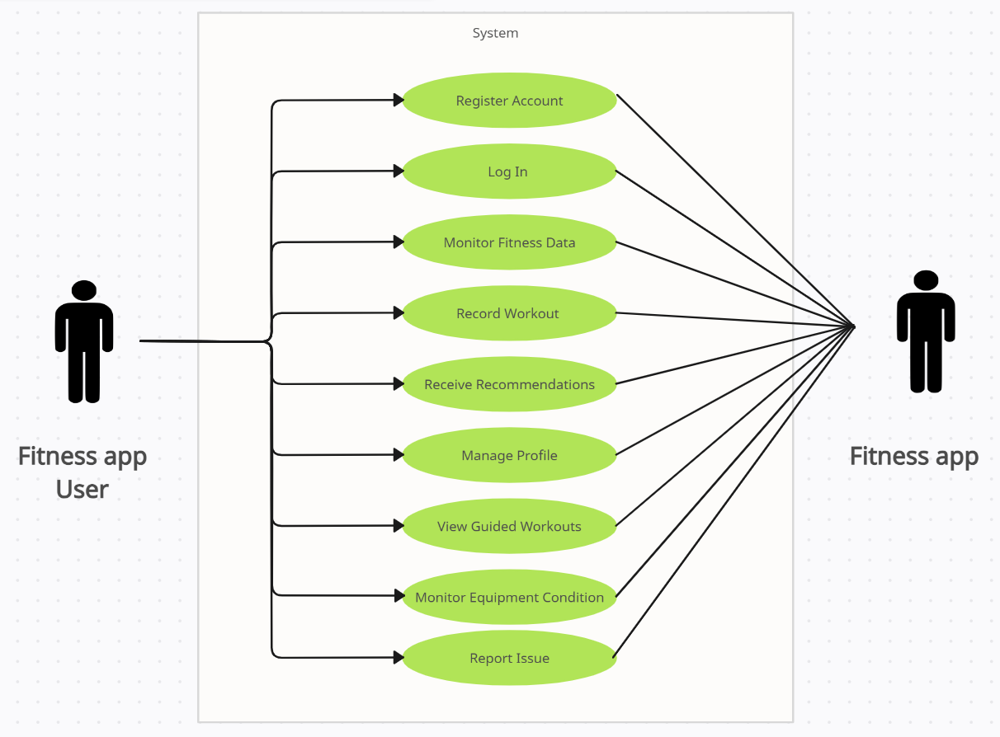 System
Register Account
Log In
Monitor Fitness Data
Record Workout
Receive Recommendations
Manage Profile
View Guided Workouts
Monitor Equipment Condition
Report Issue
Fitness app
User
Fitness app